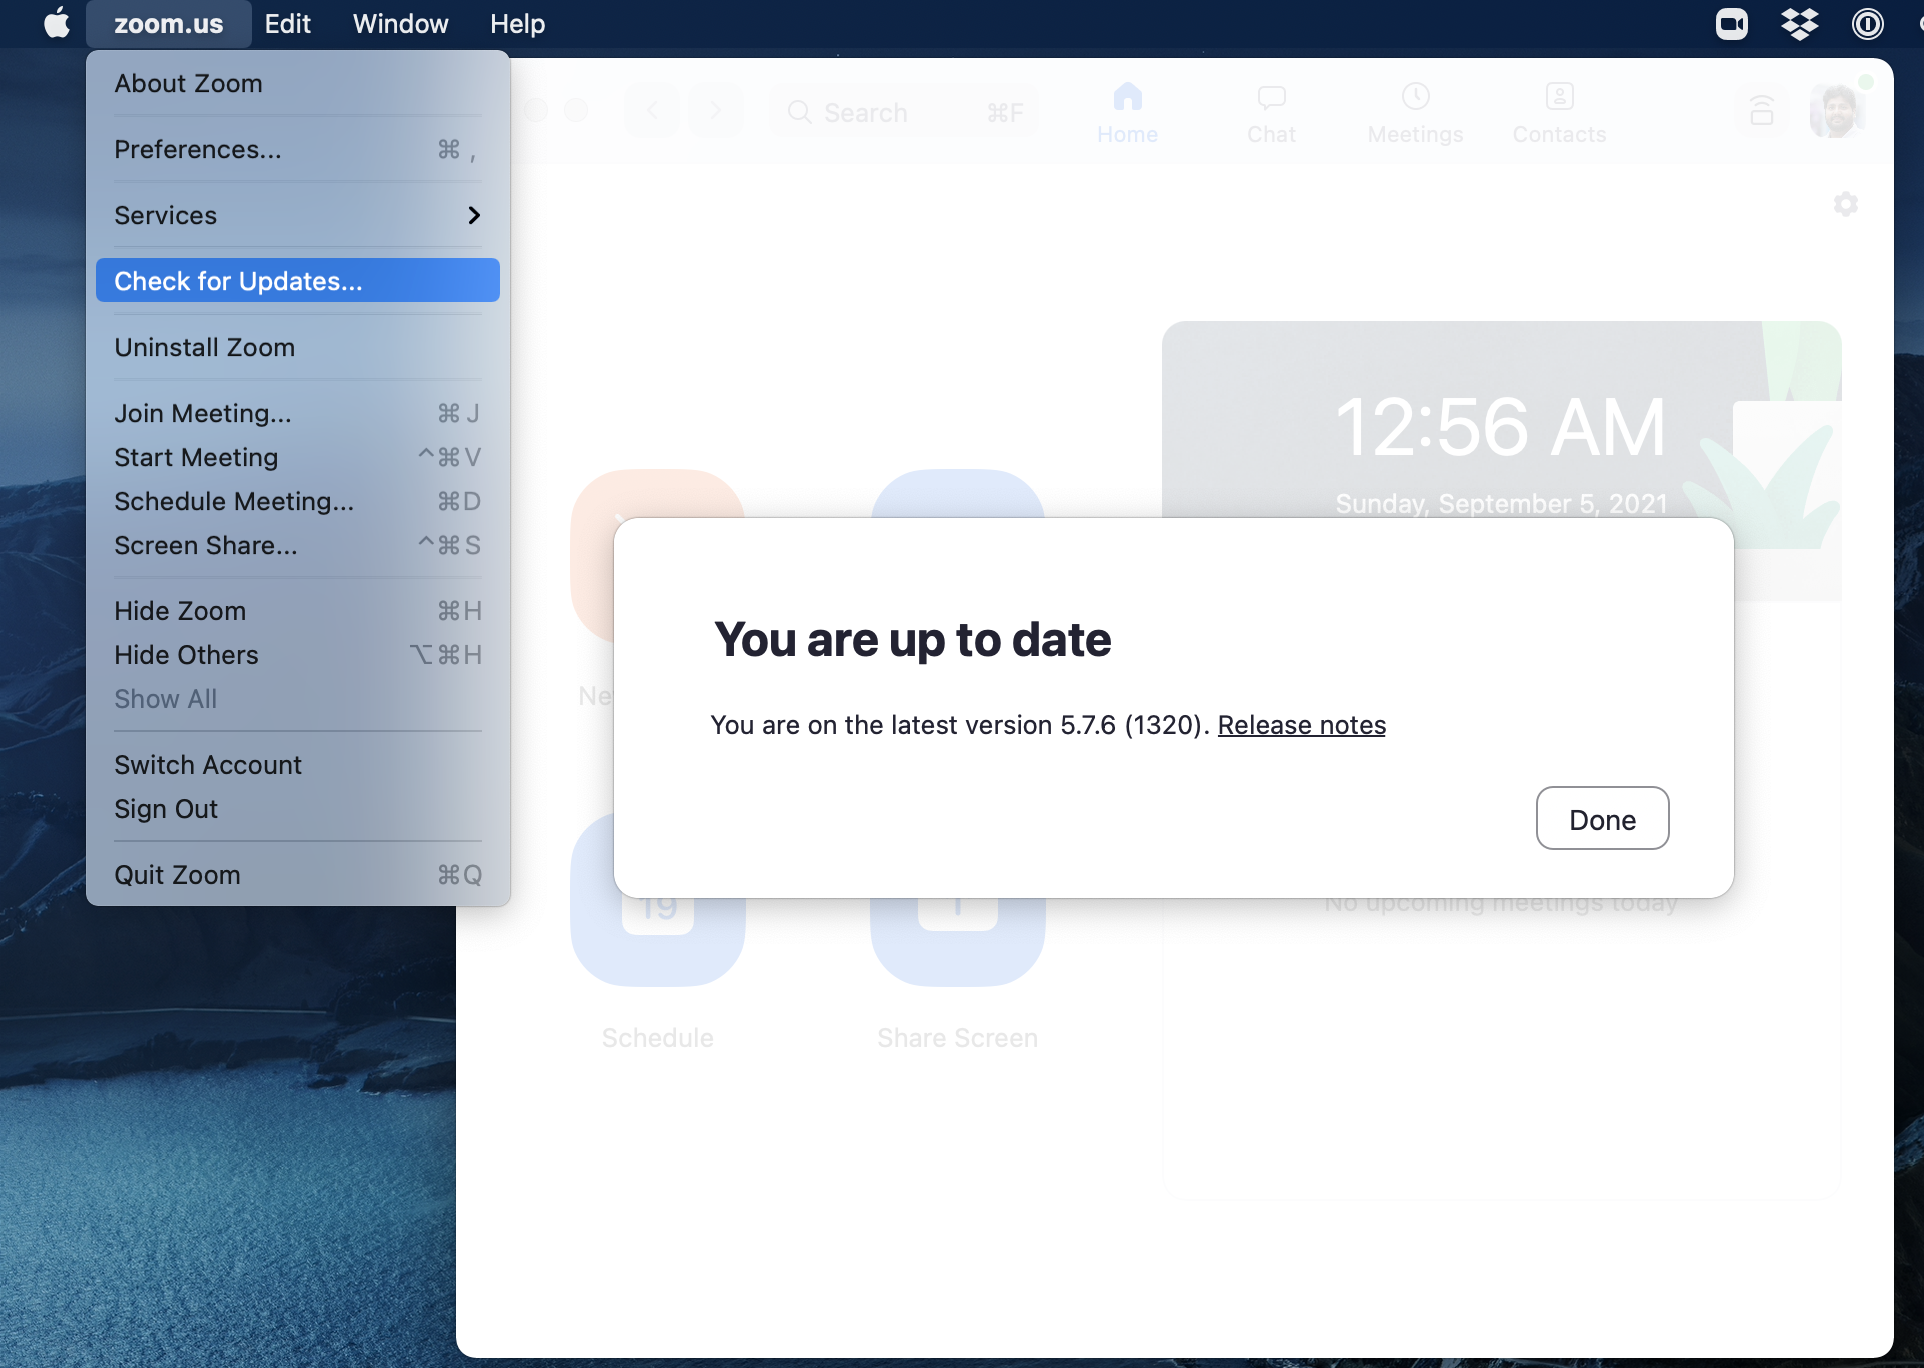 zoom.us Edit Window Help
About Zoom
Preferences... ⌘ ,
Services
Check for Updates...
Uninstall Zoom
Join Meeting... ⌘ J
Start Meeting ^⌘V
Schedule Meeting... ⌘D
Screen Share... ^⌘S
Hide Zoom ⌘H
Hide Others ⌥⌘H
Show All
Switch Account
Sign Out
Quit Zoom ⌘Q
Search ⌘F
Home
Chat
Meetings
Contacts
12:56 AM
Sunday, September 5, 2021
You are up to date
You are on the latest version 5.7.6 (1320). Release notes
Done
19
No upcoming meetings today
Schedule
Share Screen